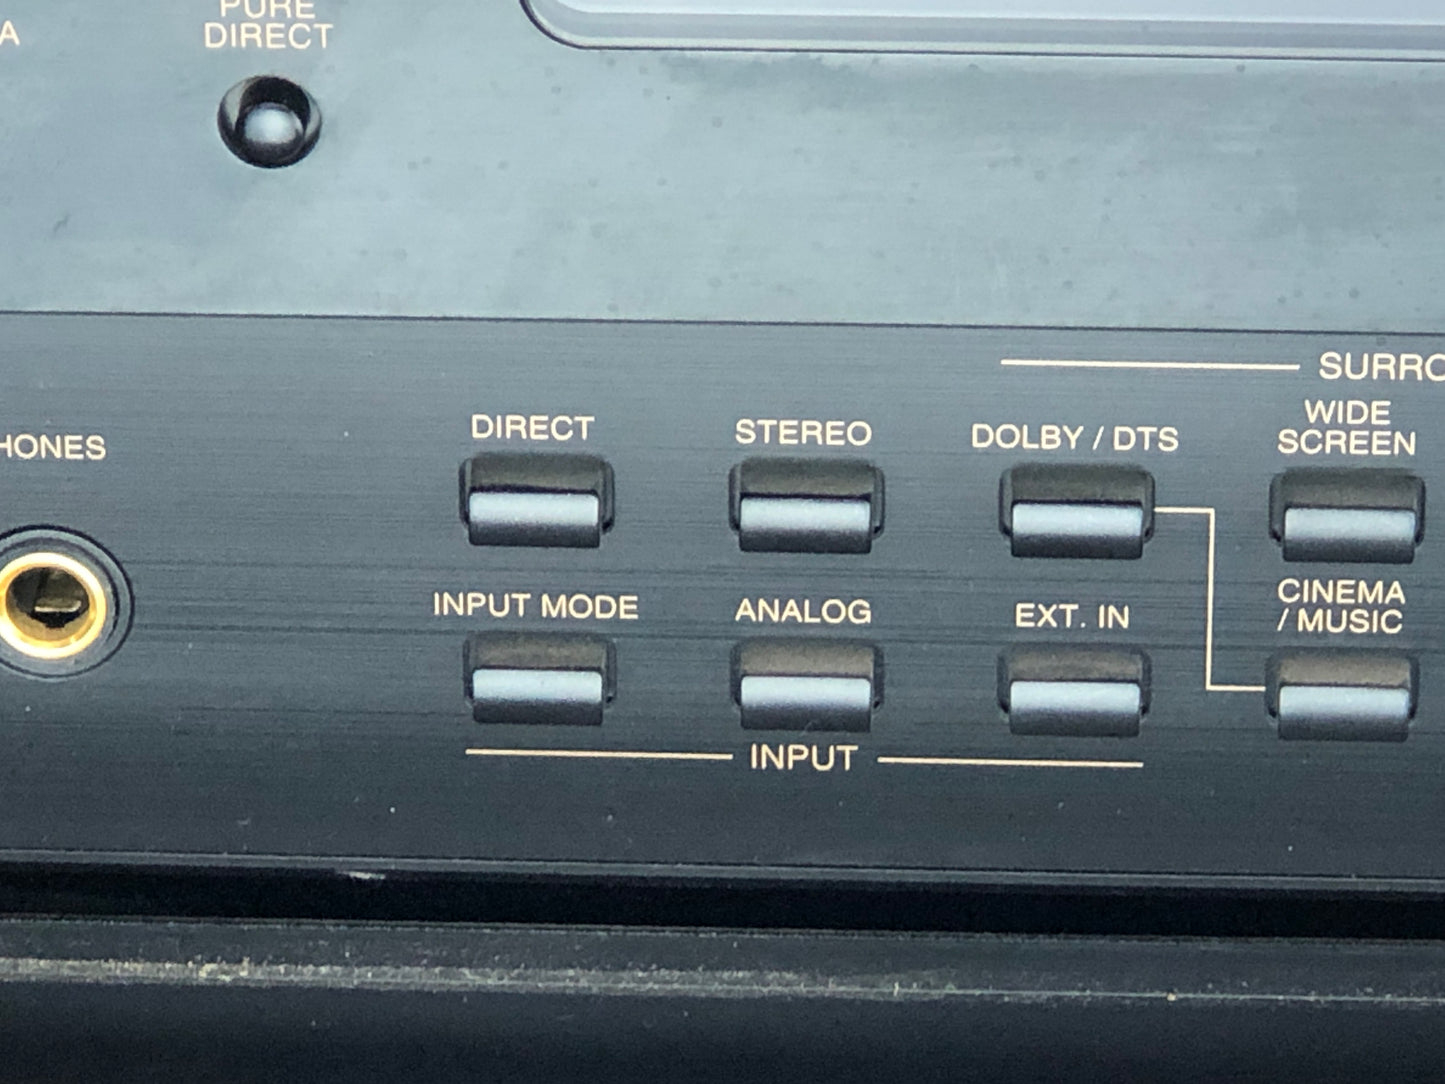 A
PURE
DIRECT
SURRO
HONES
DIRECT
STEREO
DOLBY / DTS
WIDE
SCREEN
INPUT MODE
ANALOG
EXT. IN
CINEMA
/ MUSIC
INPUT